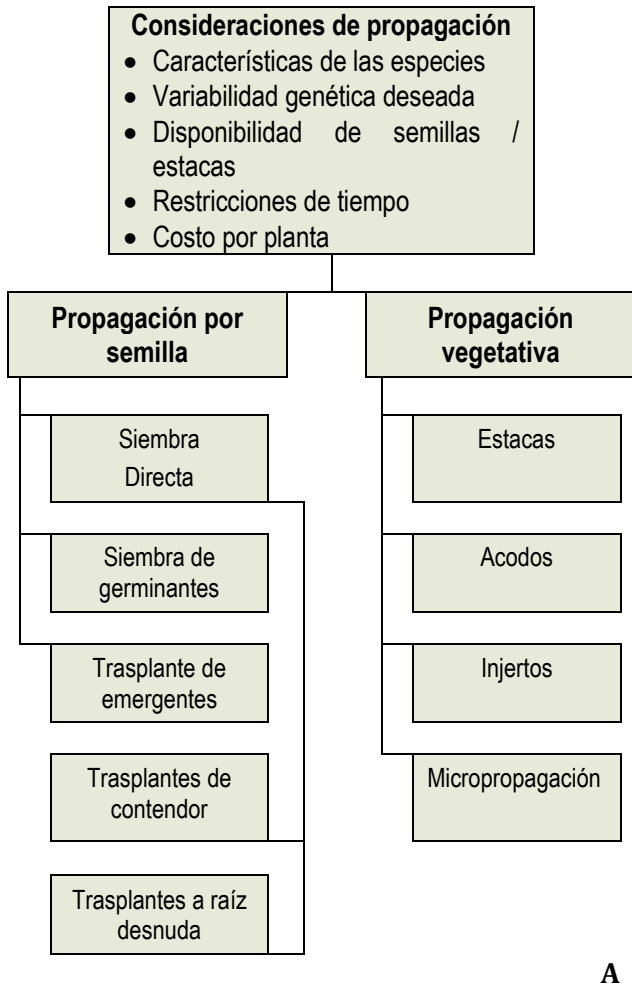 Consideraciones de propagación
• Características de las especies
• Variabilidad genética deseada
• Disponibilidad de semillas /
estacas
• Restricciones de tiempo
• Costo por planta
Propagación por
semilla
Siembra
Directa
Siembra de
germinantes
Trasplante de
emergentes
Trasplantes de
contendor
Trasplantes a raíz
desnuda
Propagación
vegetativa
Estacas
Acodos
Injertos
Micropropagación
A